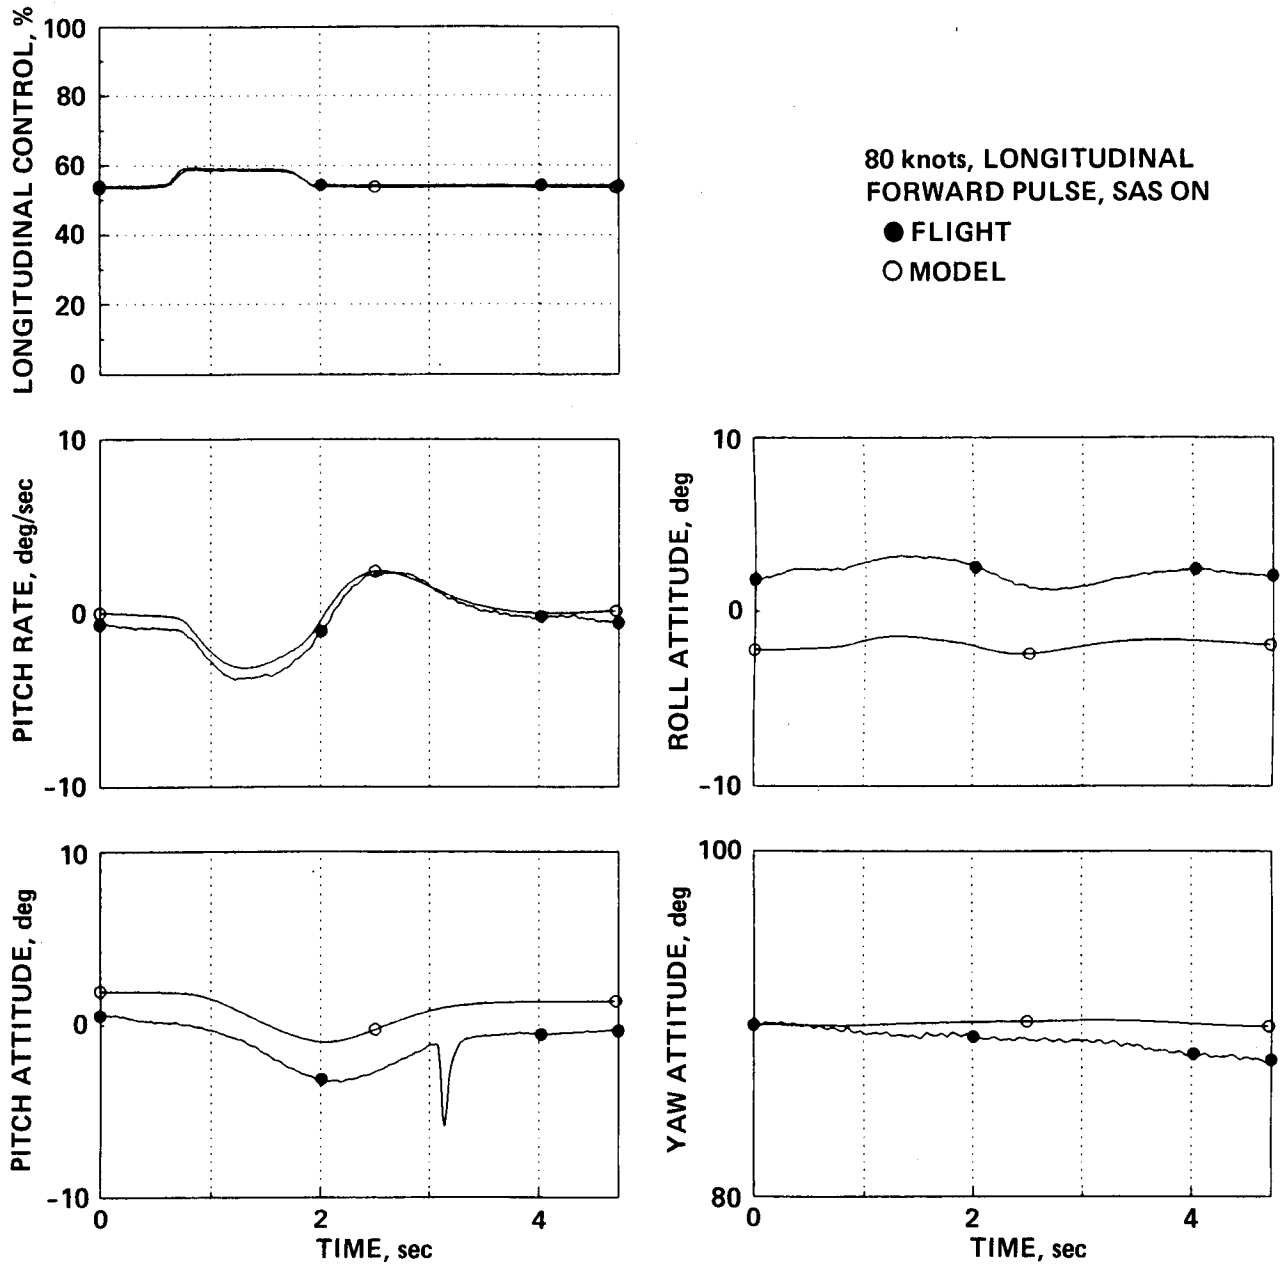 LONGITUDINAL CONTROL, %
100
80
60
40
20
0
80 knots, LONGITUDINAL
FORWARD PULSE, SAS ON
● FLIGHT
○ MODEL
PITCH RATE, deg/sec
10
0
-10
ROLL ATTITUDE, deg
10
0
-10
PITCH ATTITUDE, deg
10
0
-10
0 2 4
TIME, sec
YAW ATTITUDE, deg
100
80
0 2 4
TIME, sec